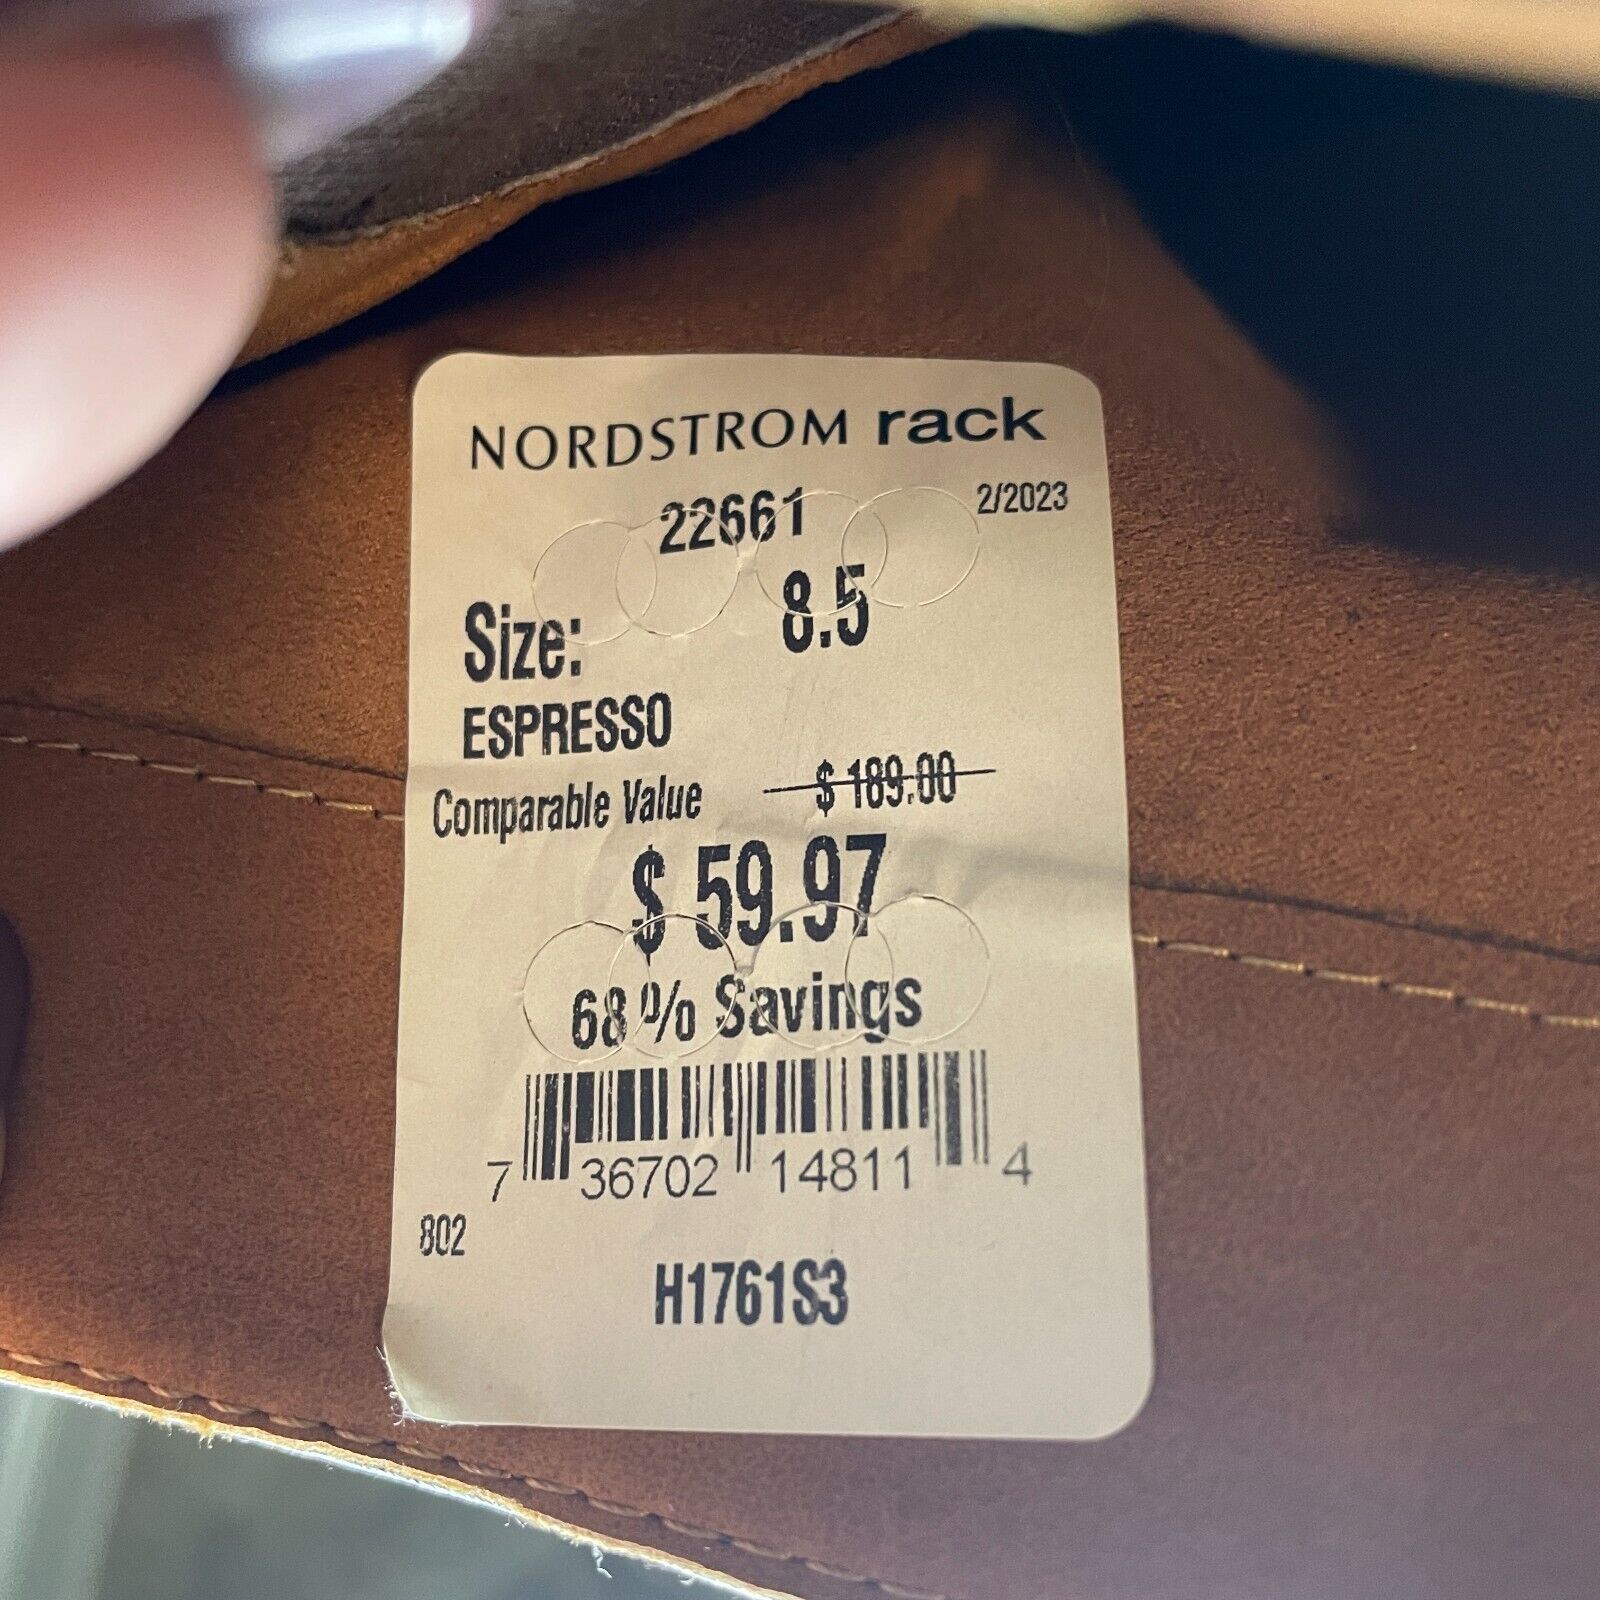 NORDSTROM rack
22661 2/2023
Size: 8.5
ESPRESSO
Comparable Value $ 189.00
$ 59.97
68% Savings
7 36702 14811 4
802
H1761S3